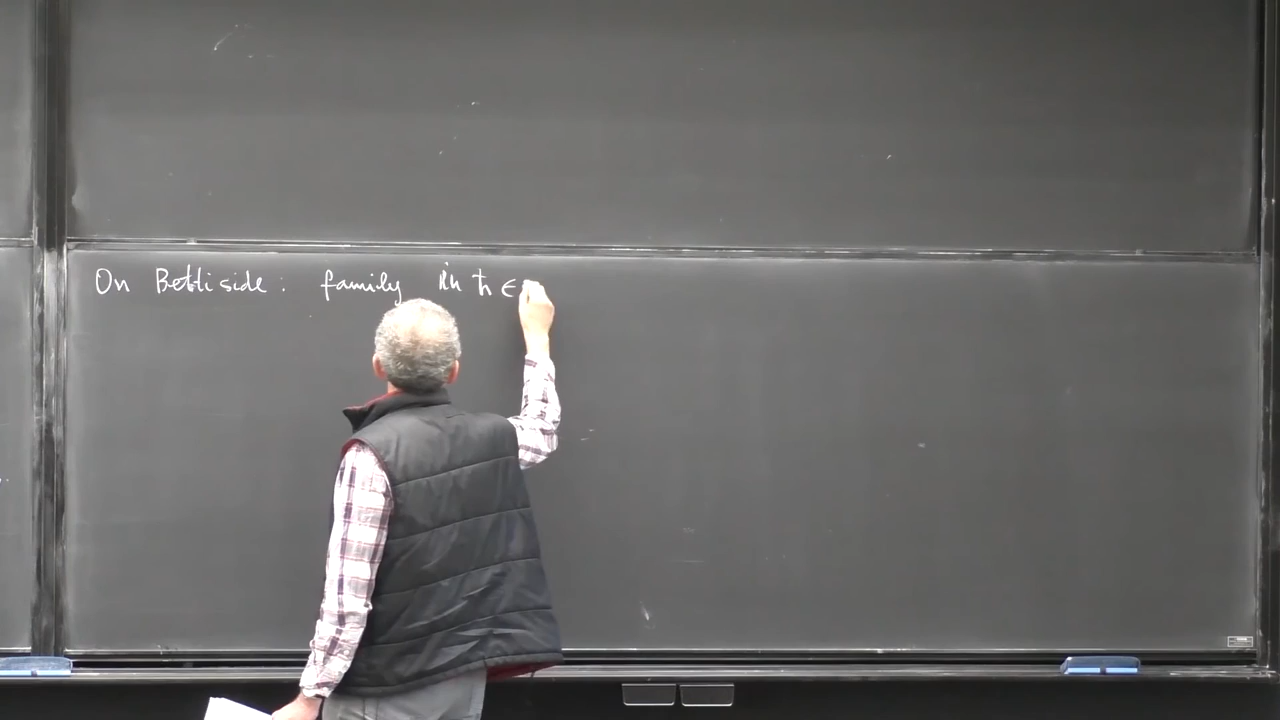 On Betti side : family in ħ ∈